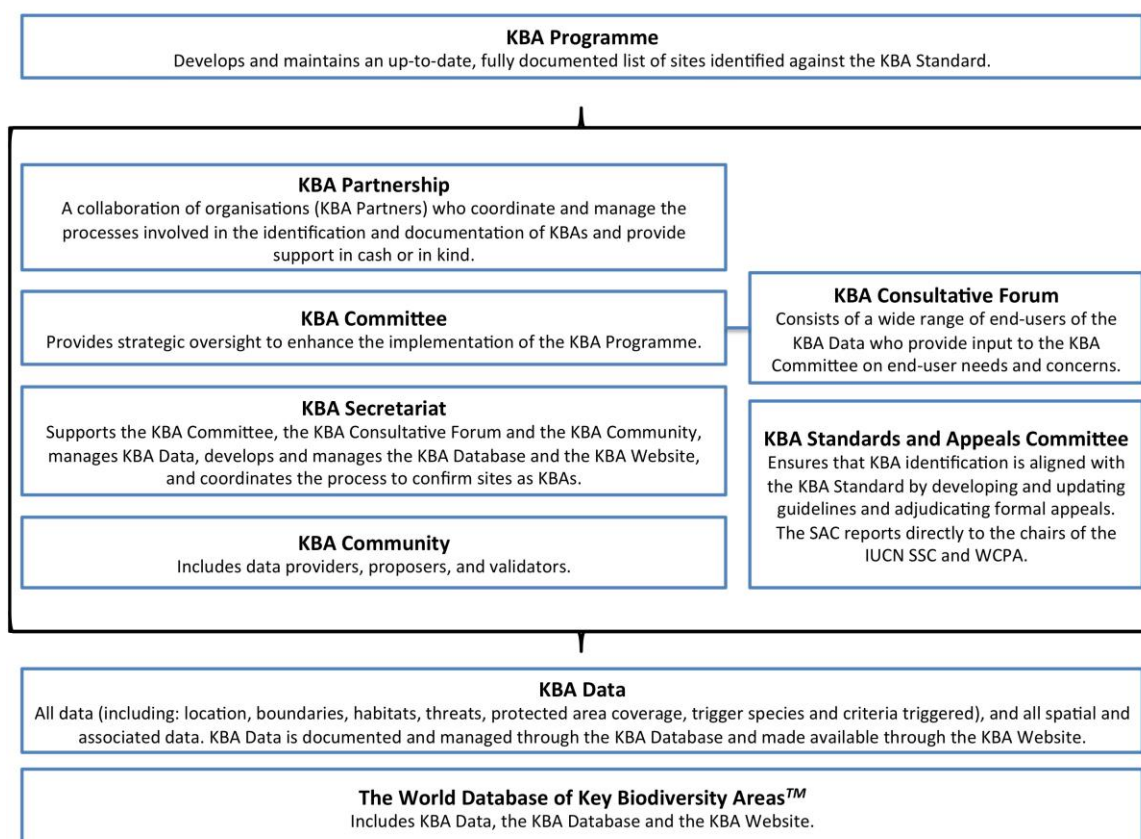 KBA Programme
Develops and maintains an up-to-date, fully documented list of sites identified against the KBA Standard.
KBA Partnership
A collaboration of organisations (KBA Partners) who coordinate and manage the
processes involved in the identification and documentation of KBAs and provide
support in cash or in kind.
KBA Committee
Provides strategic oversight to enhance the implementation of the KBA Programme.
KBA Secretariat
Supports the KBA Committee, the KBA Consultative Forum and the KBA Community,
manages KBA Data, develops and manages the KBA Database and the KBA Website,
and coordinates the process to confirm sites as KBAs.
KBA Community
Includes data providers, proposers, and validators.
KBA Consultative Forum
Consists of a wide range of end-users of the
KBA Data who provide input to the KBA
Committee on end-user needs and concerns.
KBA Standards and Appeals Committee
Ensures that KBA identification is aligned with
the KBA Standard by developing and updating
guidelines and adjudicating formal appeals.
The SAC reports directly to the chairs of the
IUCN SSC and WCPA.
KBA Data
All data (including: location, boundaries, habitats, threats, protected area coverage, trigger species and criteria triggered), and all spatial and
associated data. KBA Data is documented and managed through the KBA Database and made available through the KBA Website.
The World Database of Key Biodiversity Areas™
Includes KBA Data, the KBA Database and the KBA Website.